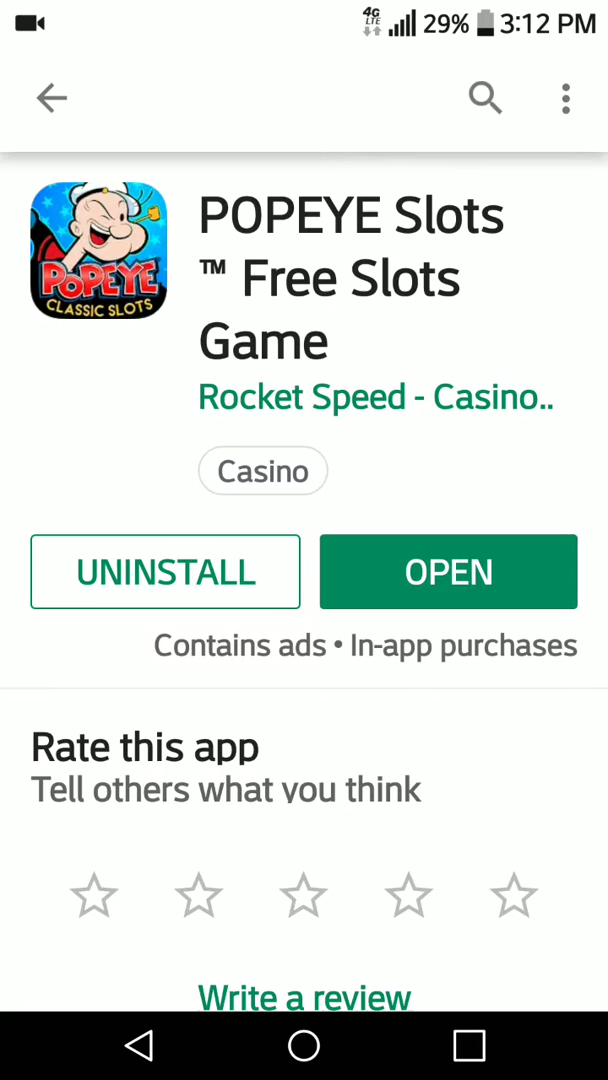 4G
LTE
29%
3:12 PM
POPEYE
CLASSIC SLOTS
POPEYE Slots
™ Free Slots
Game
Rocket Speed - Casino..
Casino
UNINSTALL
OPEN
Contains ads • In-app purchases
Rate this app
Tell others what you think
Write a review